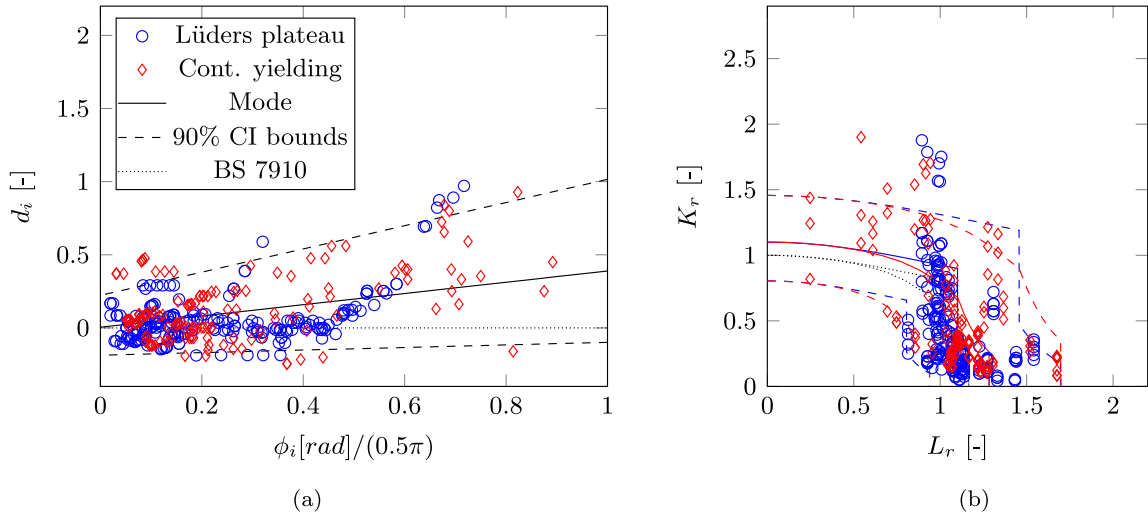 2
1.5
1
0.5
0
d_i [-]
Lüders plateau
Cont. yielding
Mode
90% CI bounds
BS 7910
0 0.2 0.4 0.6 0.8 1
ϕ_i[rad]/(0.5π)
(a)
2.5
2
1.5
1
0.5
0
K_r [-]
0 0.5 1 1.5 2
L_r [-]
(b)